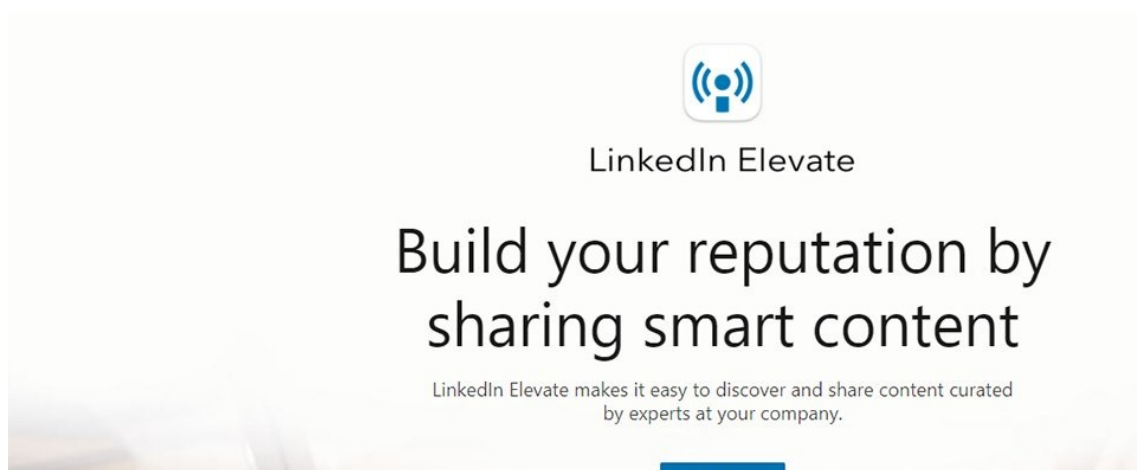 LinkedIn Elevate
Build your reputation by
sharing smart content
LinkedIn Elevate makes it easy to discover and share content curated
by experts at your company.